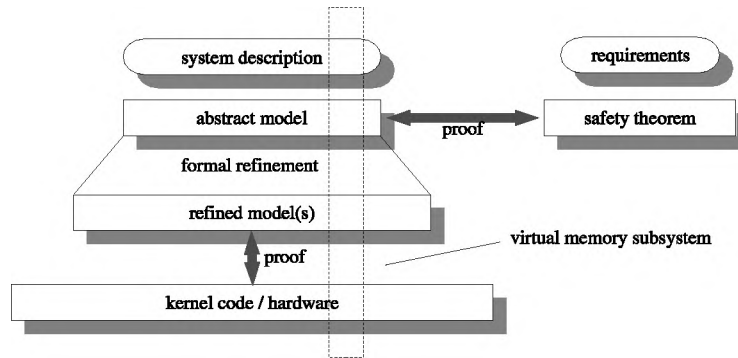 system description
requirements
abstract model
proof
safety theorem
formal refinement
refined model(s)
proof
virtual memory subsystem
kernel code / hardware